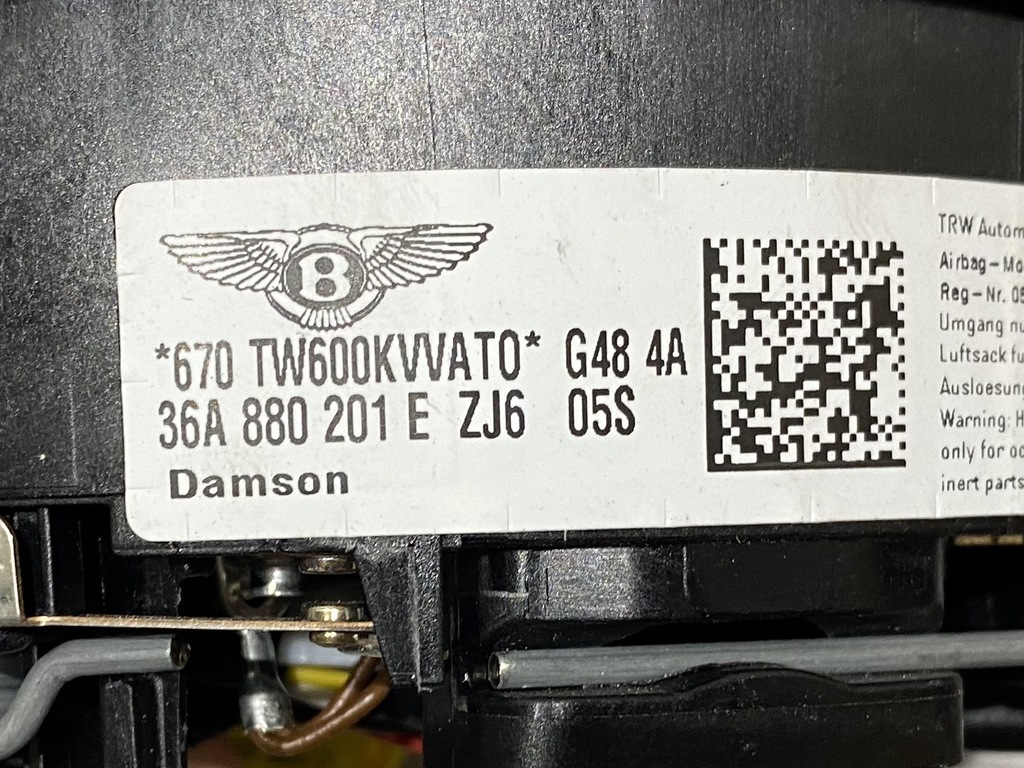 B
*670 TW600KVVAT0* G48 4A
36A 880 201 E ZJ6 05S
Damson
TRW Autom
Airbag-Mo
Reg-Nr. 05
Umgang nu
Luftsack fu
Ausloesun
Warning: H
only for oc
inert parts